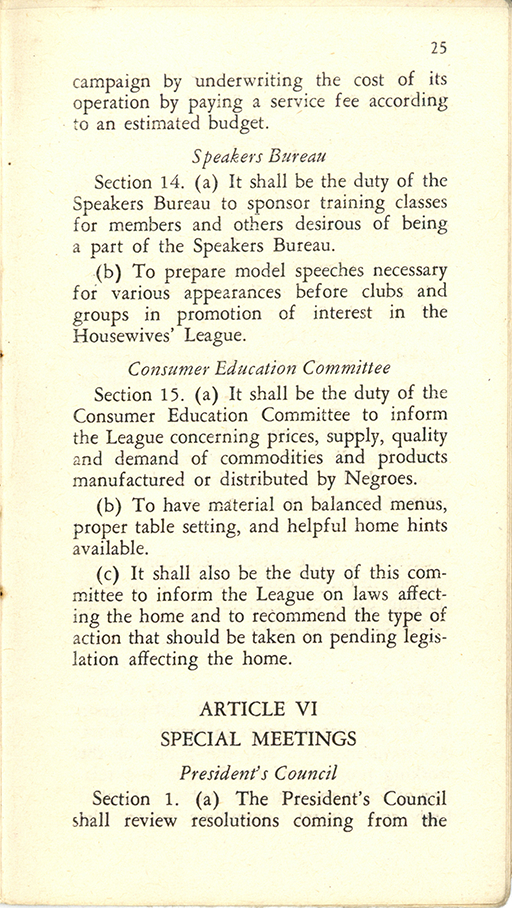 25
campaign by underwriting the cost of its
operation by paying a service fee according
to an estimated budget.
Speakers Bureau
Section 14. (a) It shall be the duty of the
Speakers Bureau to sponsor training classes
for members and others desirous of being
a part of the Speakers Bureau.
(b) To prepare model speeches necessary
for various appearances before clubs and
groups in promotion of interest in the
Housewives' League.
Consumer Education Committee
Section 15. (a) It shall be the duty of the
Consumer Education Committee to inform
the League concerning prices, supply, quality
and demand of commodities and products
manufactured or distributed by Negroes.
(b) To have material on balanced menus,
proper table setting, and helpful home hints
available.
(c) It shall also be the duty of this com-
mittee to inform the League on laws affect-
ing the home and to recommend the type of
action that should be taken on pending legis-
lation affecting the home.
ARTICLE VI
SPECIAL MEETINGS
President's Council
Section 1. (a) The President's Council
shall review resolutions coming from the